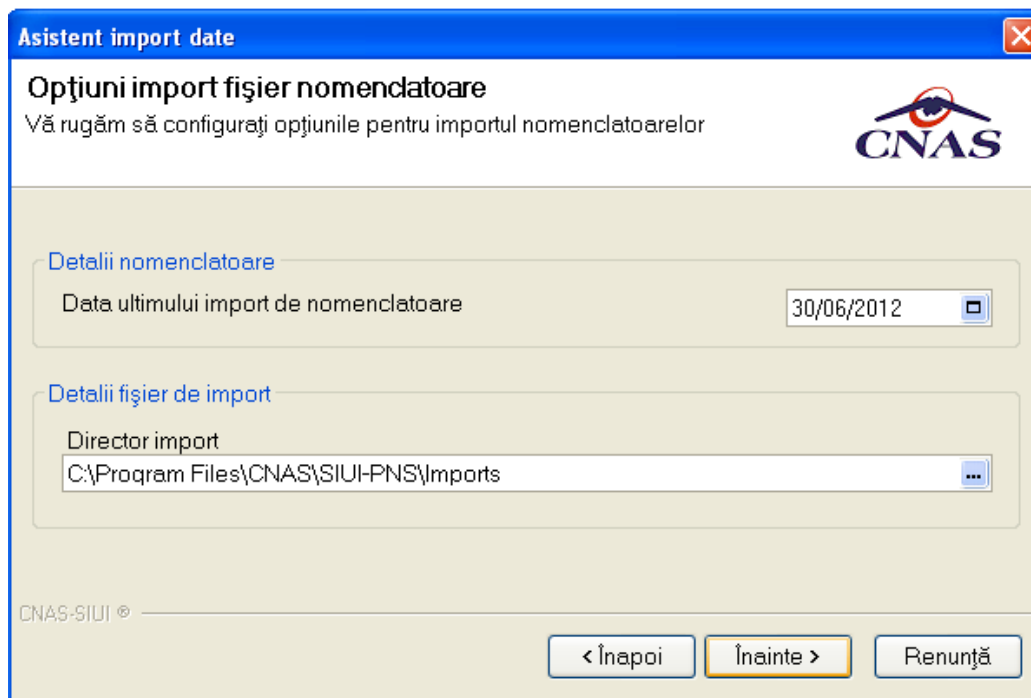 Asistent import date
Opţiuni import fişier nomenclatoare
Vă rugăm să configuraţi opţiunile pentru importul nomenclatoarelor
CNAS
Detalii nomenclatoare
Data ultimului import de nomenclatoare
30/06/2012
Detalii fişier de import
Director import
C:\Program Files\CNAS\SIUI-PNS\Imports
...
CNAS-SIUI ®
< Înapoi
Înainte >
Renunţă